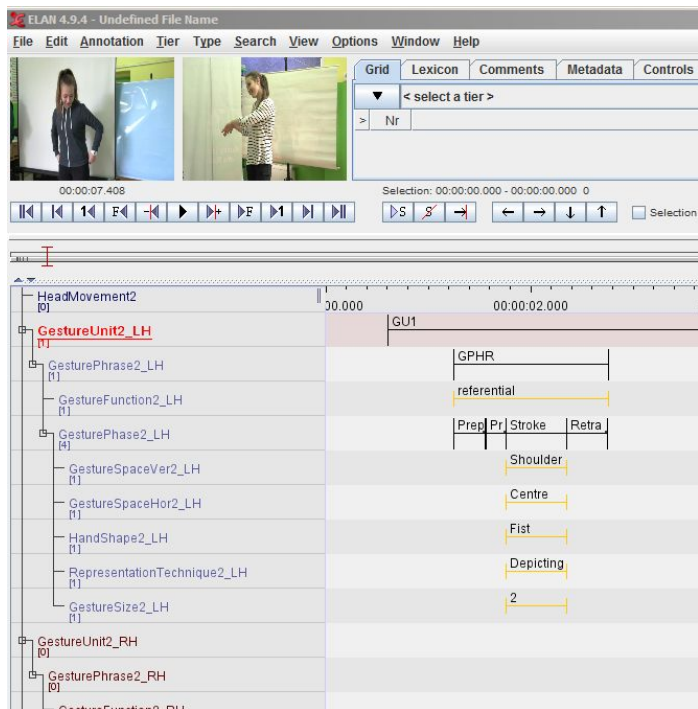 ELAN 4.9.4 - Undefined File Name
File Edit Annotation Tier Type Search View Options Window Help
Grid Lexicon Comments Metadata Controls
< select a tier >
> Nr
00:00:07.408
Selection: 00:00:00.000 - 00:00:00.000 0
1 F + F 1 S S Selection
HeadMovement2
[0]
00.000 00:00:02.000
GestureUnit2_LH
[1]
GU1
GesturePhrase2_LH
[1]
GPHR
GestureFunction2_LH
[1]
referential
GesturePhase2_LH
[4]
Prep Pr Stroke Retra
GestureSpaceVer2_LH
[1]
Shoulder
GestureSpaceHor2_LH
[1]
Centre
HandShape2_LH
[1]
Fist
RepresentationTechnique2_LH
[1]
Depicting
GestureSize2_LH
[1]
2
GestureUnit2_RH
[0]
GesturePhrase2_RH
[0]
GestureFunction2_RH